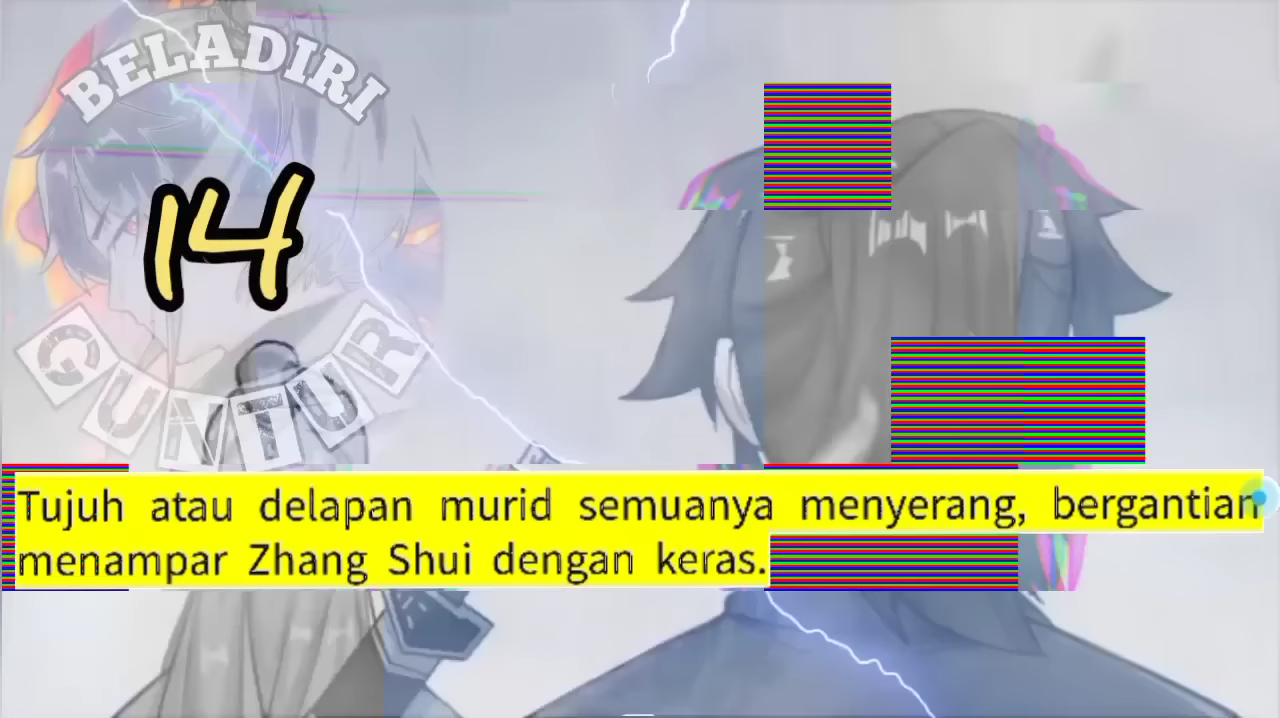 BELADIRI
14
GUNTUR
Tujuh atau delapan murid semuanya menyerang, bergantian
menampar Zhang Shui dengan keras.